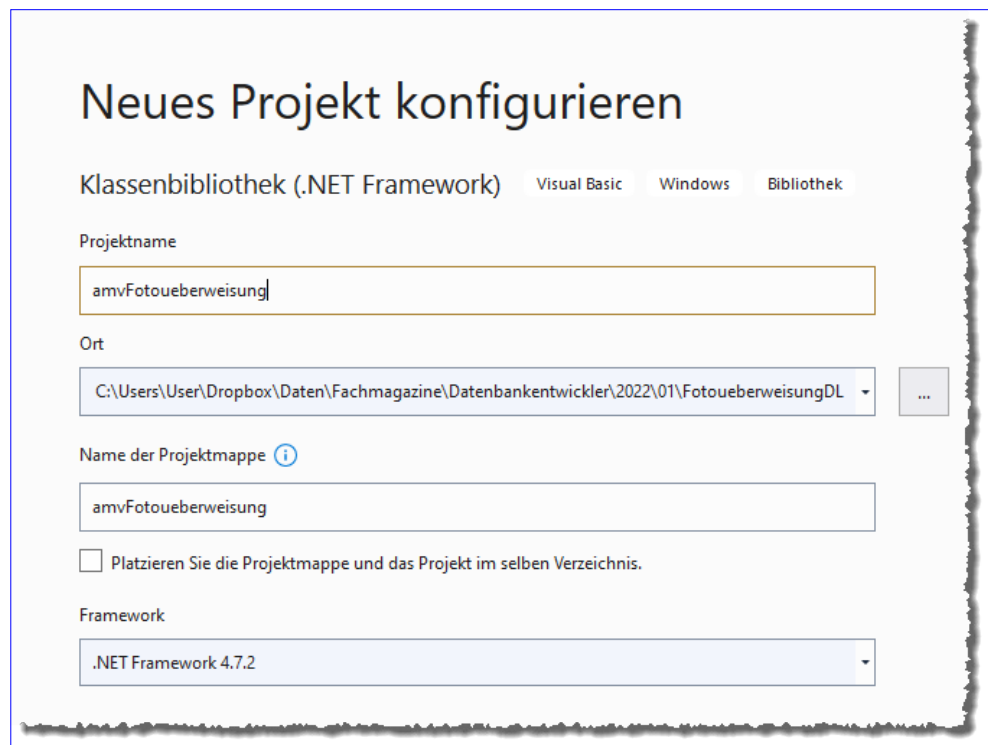 Neues Projekt konfigurieren
Klassenbibliothek (.NET Framework) Visual Basic Windows Bibliothek
Projektname
amvFotoueberweisung
Ort
C:\Users\User\Dropbox\Daten\Fachmagazine\Datenbankentwickler\2022\01\FotoueberweisungDL ...
Name der Projektmappe
amvFotoueberweisung
Platzieren Sie die Projektmappe und das Projekt im selben Verzeichnis.
Framework
.NET Framework 4.7.2